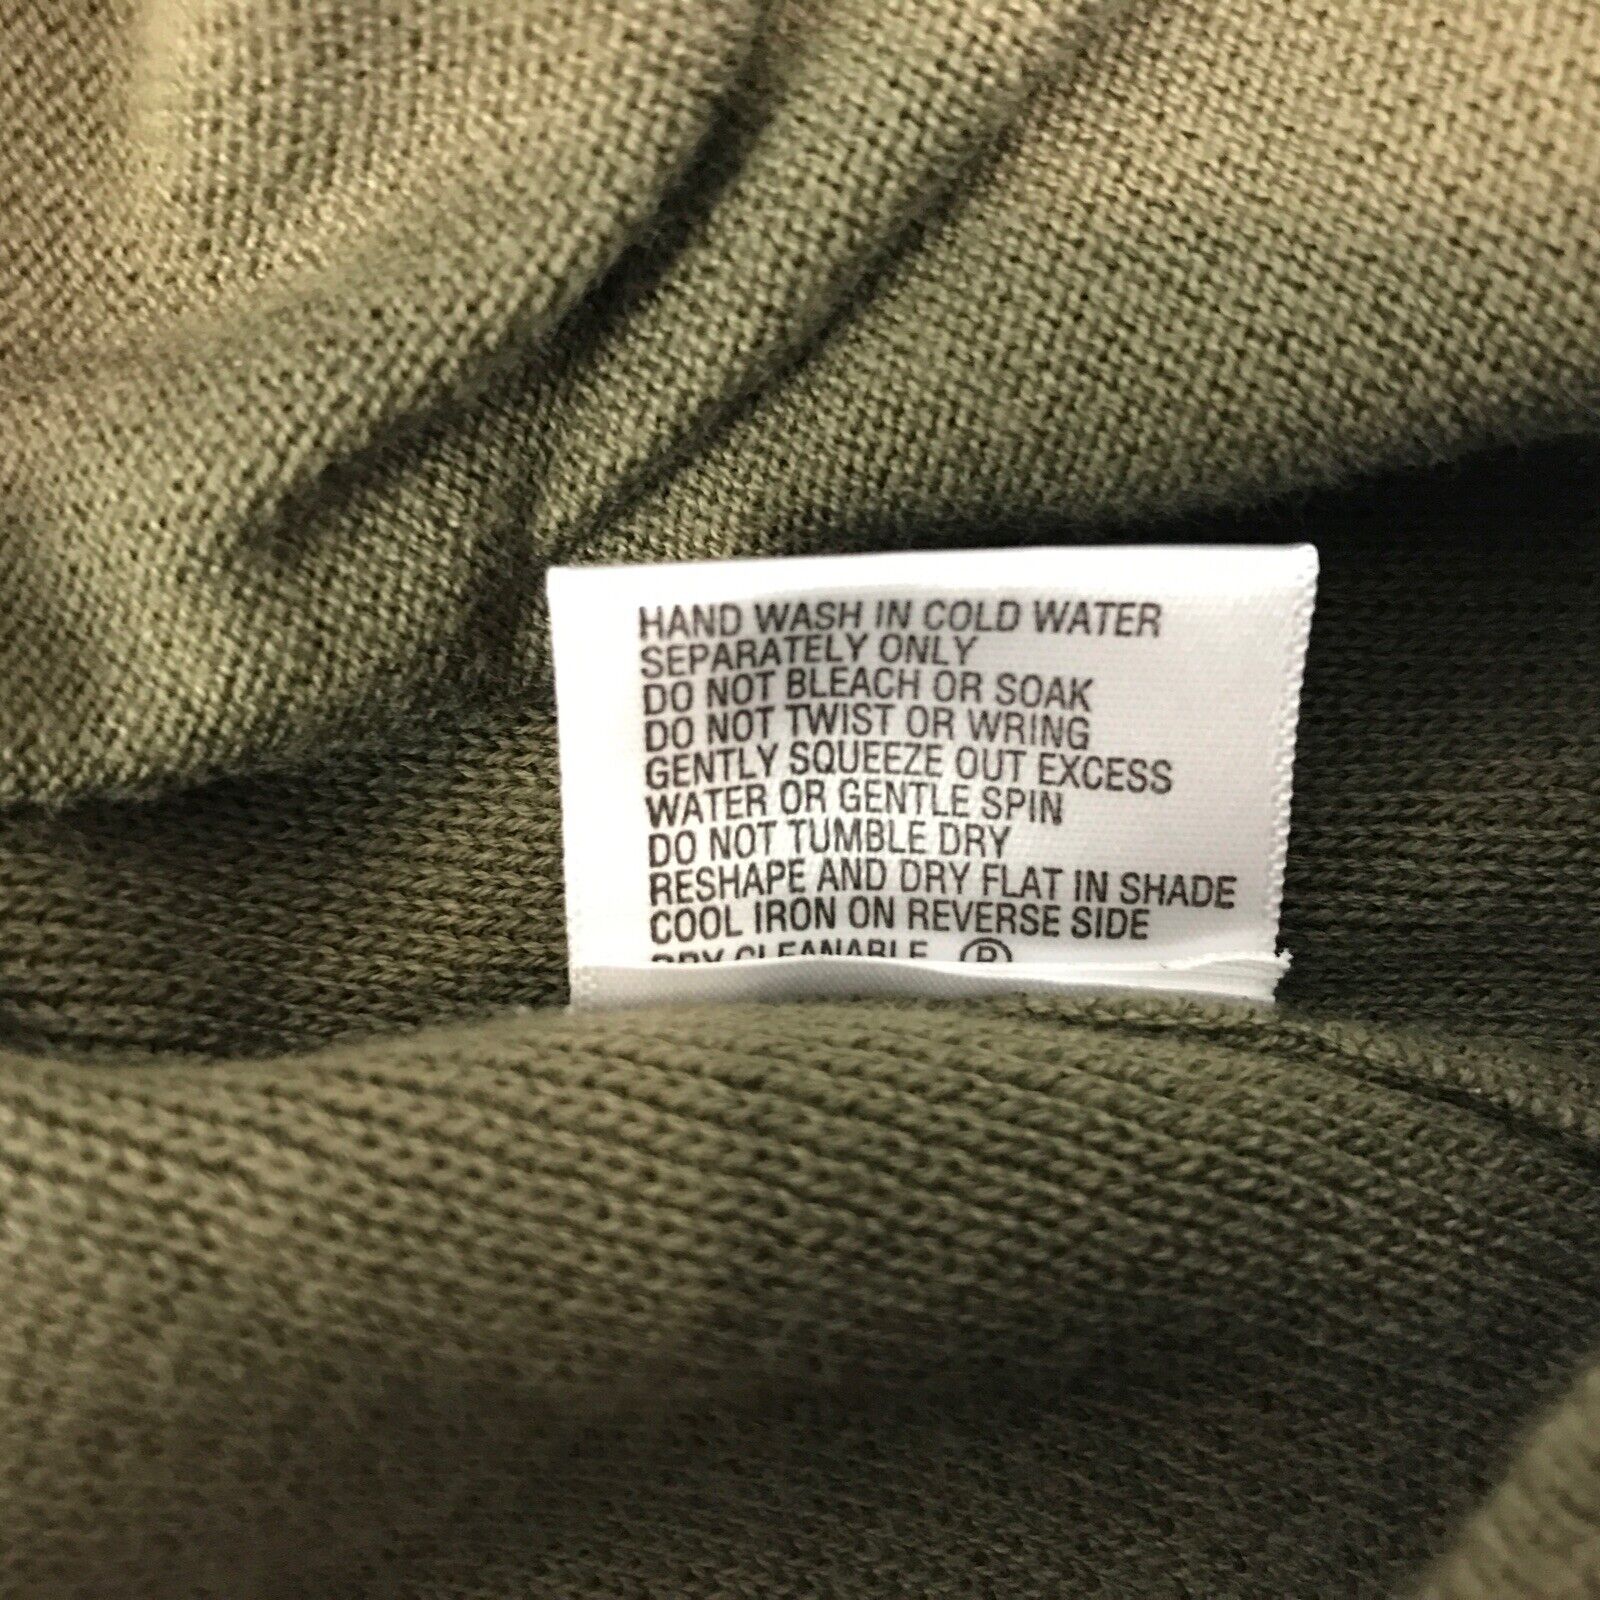 HAND WASH IN COLD WATER
SEPARATELY ONLY
DO NOT BLEACH OR SOAK
DO NOT TWIST OR WRING
GENTLY SQUEEZE OUT EXCESS
WATER OR GENTLE SPIN
DO NOT TUMBLE DRY
RESHAPE AND DRY FLAT IN SHADE
COOL IRON ON REVERSE SIDE
DRY CLEANABLE Ⓟ